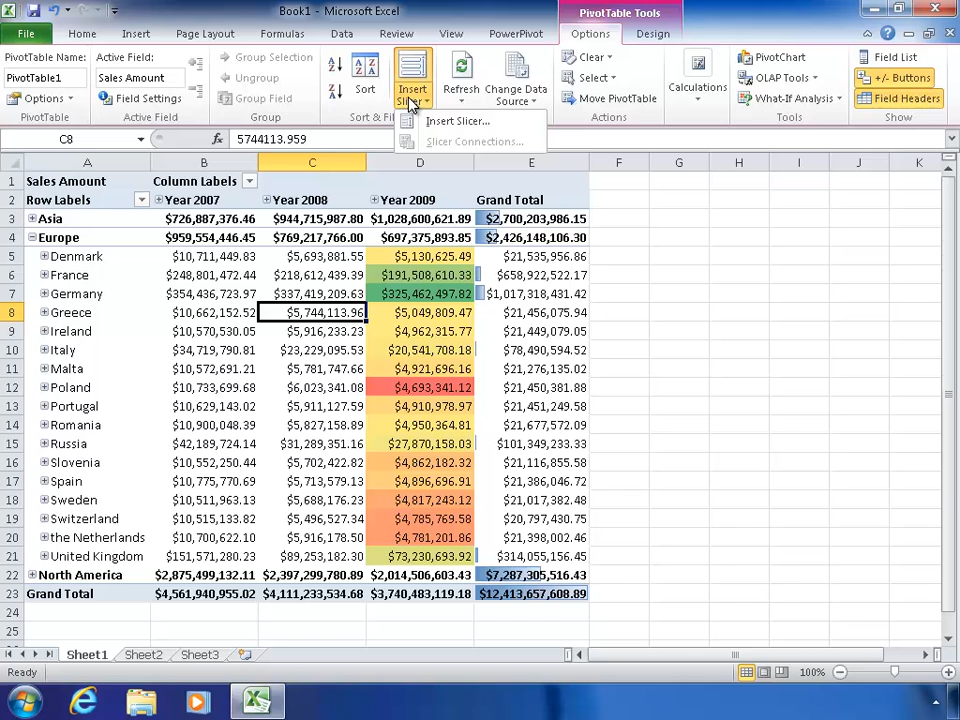 Book1 - Microsoft Excel
PivotTable Tools
File Home Insert Page Layout Formulas Data Review View PowerPivot Options Design
PivotTable Name: Active Field: Group Selection Insert Slicer Refresh Change Data Source Clear PivotChart Field List
PivotTable1 Sales Amount Ungroup Sort Select Calculations OLAP Tools +/- Buttons
Options Field Settings Group Field Move PivotTable What-If Analysis Field Headers
PivotTable Active Field Group Sort & Fi Actions Tools Show
C8 fx 5744113.959
Insert Slicer...
Slicer Connections...
A B C D E F G H I J K
1 Sales Amount Column Labels
2 Row Labels Year 2007 Year 2008 Year 2009 Grand Total
3 Asia $726,887,376.46 $944,715,987.80 $1,028,600,621.89 $2,700,203,986.15
4 Europe $959,554,446.45 $769,217,766.00 $697,375,893.85 $2,426,148,106.30
5 Denmark $10,711,449.83 $5,693,881.55 $5,130,625.49 $21,535,956.86
6 France $248,801,472.44 $218,612,439.39 $191,508,610.33 $658,922,522.17
7 Germany $354,436,723.97 $337,419,209.63 $325,462,497.82 $1,017,318,431.42
8 Greece $10,662,152.52 $5,744,113.96 $5,049,809.47 $21,456,075.94
9 Ireland $10,570,530.05 $5,916,233.23 $4,962,315.77 $21,449,079.05
10 Italy $34,719,790.81 $23,229,095.53 $20,541,708.18 $78,490,594.52
11 Malta $10,572,691.21 $5,781,747.66 $4,921,696.16 $21,276,135.02
12 Poland $10,733,699.68 $6,023,341.08 $4,693,341.12 $21,450,381.88
13 Portugal $10,629,143.02 $5,911,127.59 $4,910,978.97 $21,451,249.58
14 Romania $10,900,048.39 $5,827,158.89 $4,950,364.81 $21,677,572.09
15 Russia $42,189,724.14 $31,289,351.16 $27,870,158.03 $101,349,233.33
16 Slovenia $10,552,250.44 $5,702,422.82 $4,862,182.32 $21,116,855.58
17 Spain $10,775,770.69 $5,713,579.13 $4,896,696.91 $21,386,046.72
18 Sweden $10,511,963.13 $5,688,176.23 $4,817,243.12 $21,017,382.48
19 Switzerland $10,515,133.82 $5,496,527.34 $4,785,769.58 $20,797,430.75
20 the Netherlands $10,700,622.10 $5,916,178.50 $4,781,201.86 $21,398,002.46
21 United Kingdom $151,571,280.23 $89,253,182.30 $73,230,693.92 $314,055,156.45
22 North America $2,875,499,132.11 $2,397,299,780.89 $2,014,506,603.43 $7,287,305,516.43
23 Grand Total $4,561,940,955.02 $4,111,233,534.68 $3,740,483,119.18 $12,413,657,608.89
24
25
Sheet1 Sheet2 Sheet3
Ready 100%